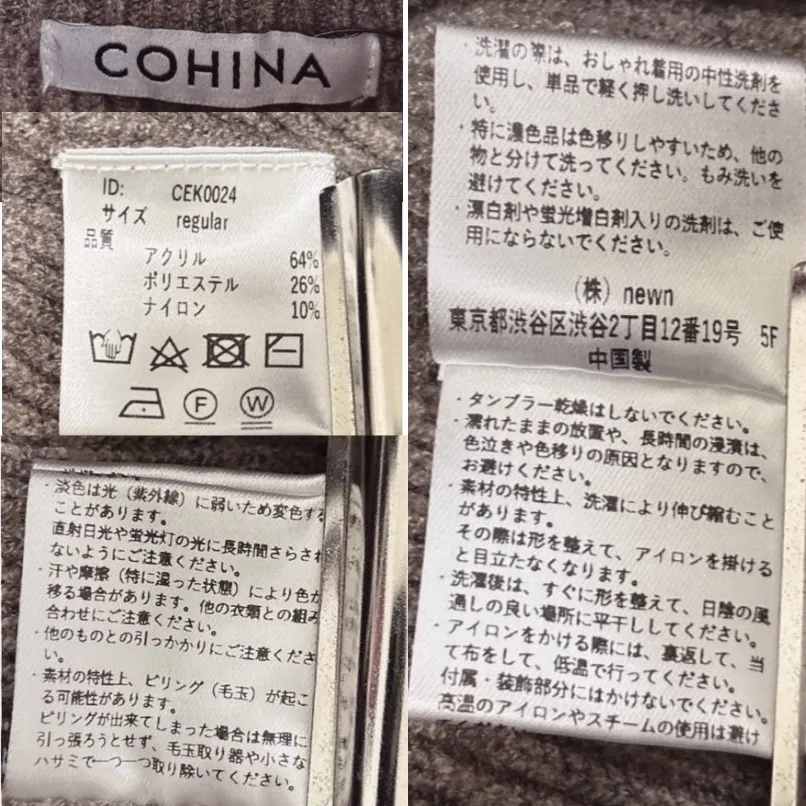 COHINA
ID: CEK0024
サイズ regular
品質
アクリル 64%
ポリエステル 26%
ナイロン 10%
F W
・淡色は光（紫外線）に弱いため変色する
ことがあります。
直射日光や蛍光灯の光に長時間さらされ
ないようにご注意ください。
・汗や摩擦（特に湿った状態）により色が
移る場合があります。他の衣類との組み
合わせにご注意ください。
・他のものとの引っかかりにご注意くださ
い。
・素材の特性上、ピリング（毛玉）が起こ
る可能性があります。
ピリングが出来てしまった場合は無理に
引っ張ろうとせず、毛玉取り器や小さな
ハサミで一つ一つ取り除いてください。
・洗濯の際は、おしゃれ着用の中性洗剤を
使用し、単品で軽く押し洗いしてくださ
い。
・特に濃色品は色移りしやすいため、他の
物と分けて洗ってください。もみ洗いを
避けてください。
・漂白剤や蛍光増白剤入りの洗剤は、ご使
用にならないでください。
（株）newn
東京都渋谷区渋谷2丁目12番19号 5F
中国製
・タンブラー乾燥はしないでください。
・濡れたままの放置や、長時間の浸漬は、
色泣きや色移りの原因となりますので、
お避けください。
・素材の特性上、洗濯により伸び縮むこと
があります。
その際は形を整えて、アイロンを掛ける
と目立たなくなります。
・洗濯後は、すぐに形を整えて、日陰の風
通しの良い場所に平干ししてください。
・アイロンをかける際には、裏返して、当
て布をして、低温で行ってください。
付属・装飾部分にはかけないでください。
高温のアイロンやスチームの使用は避け